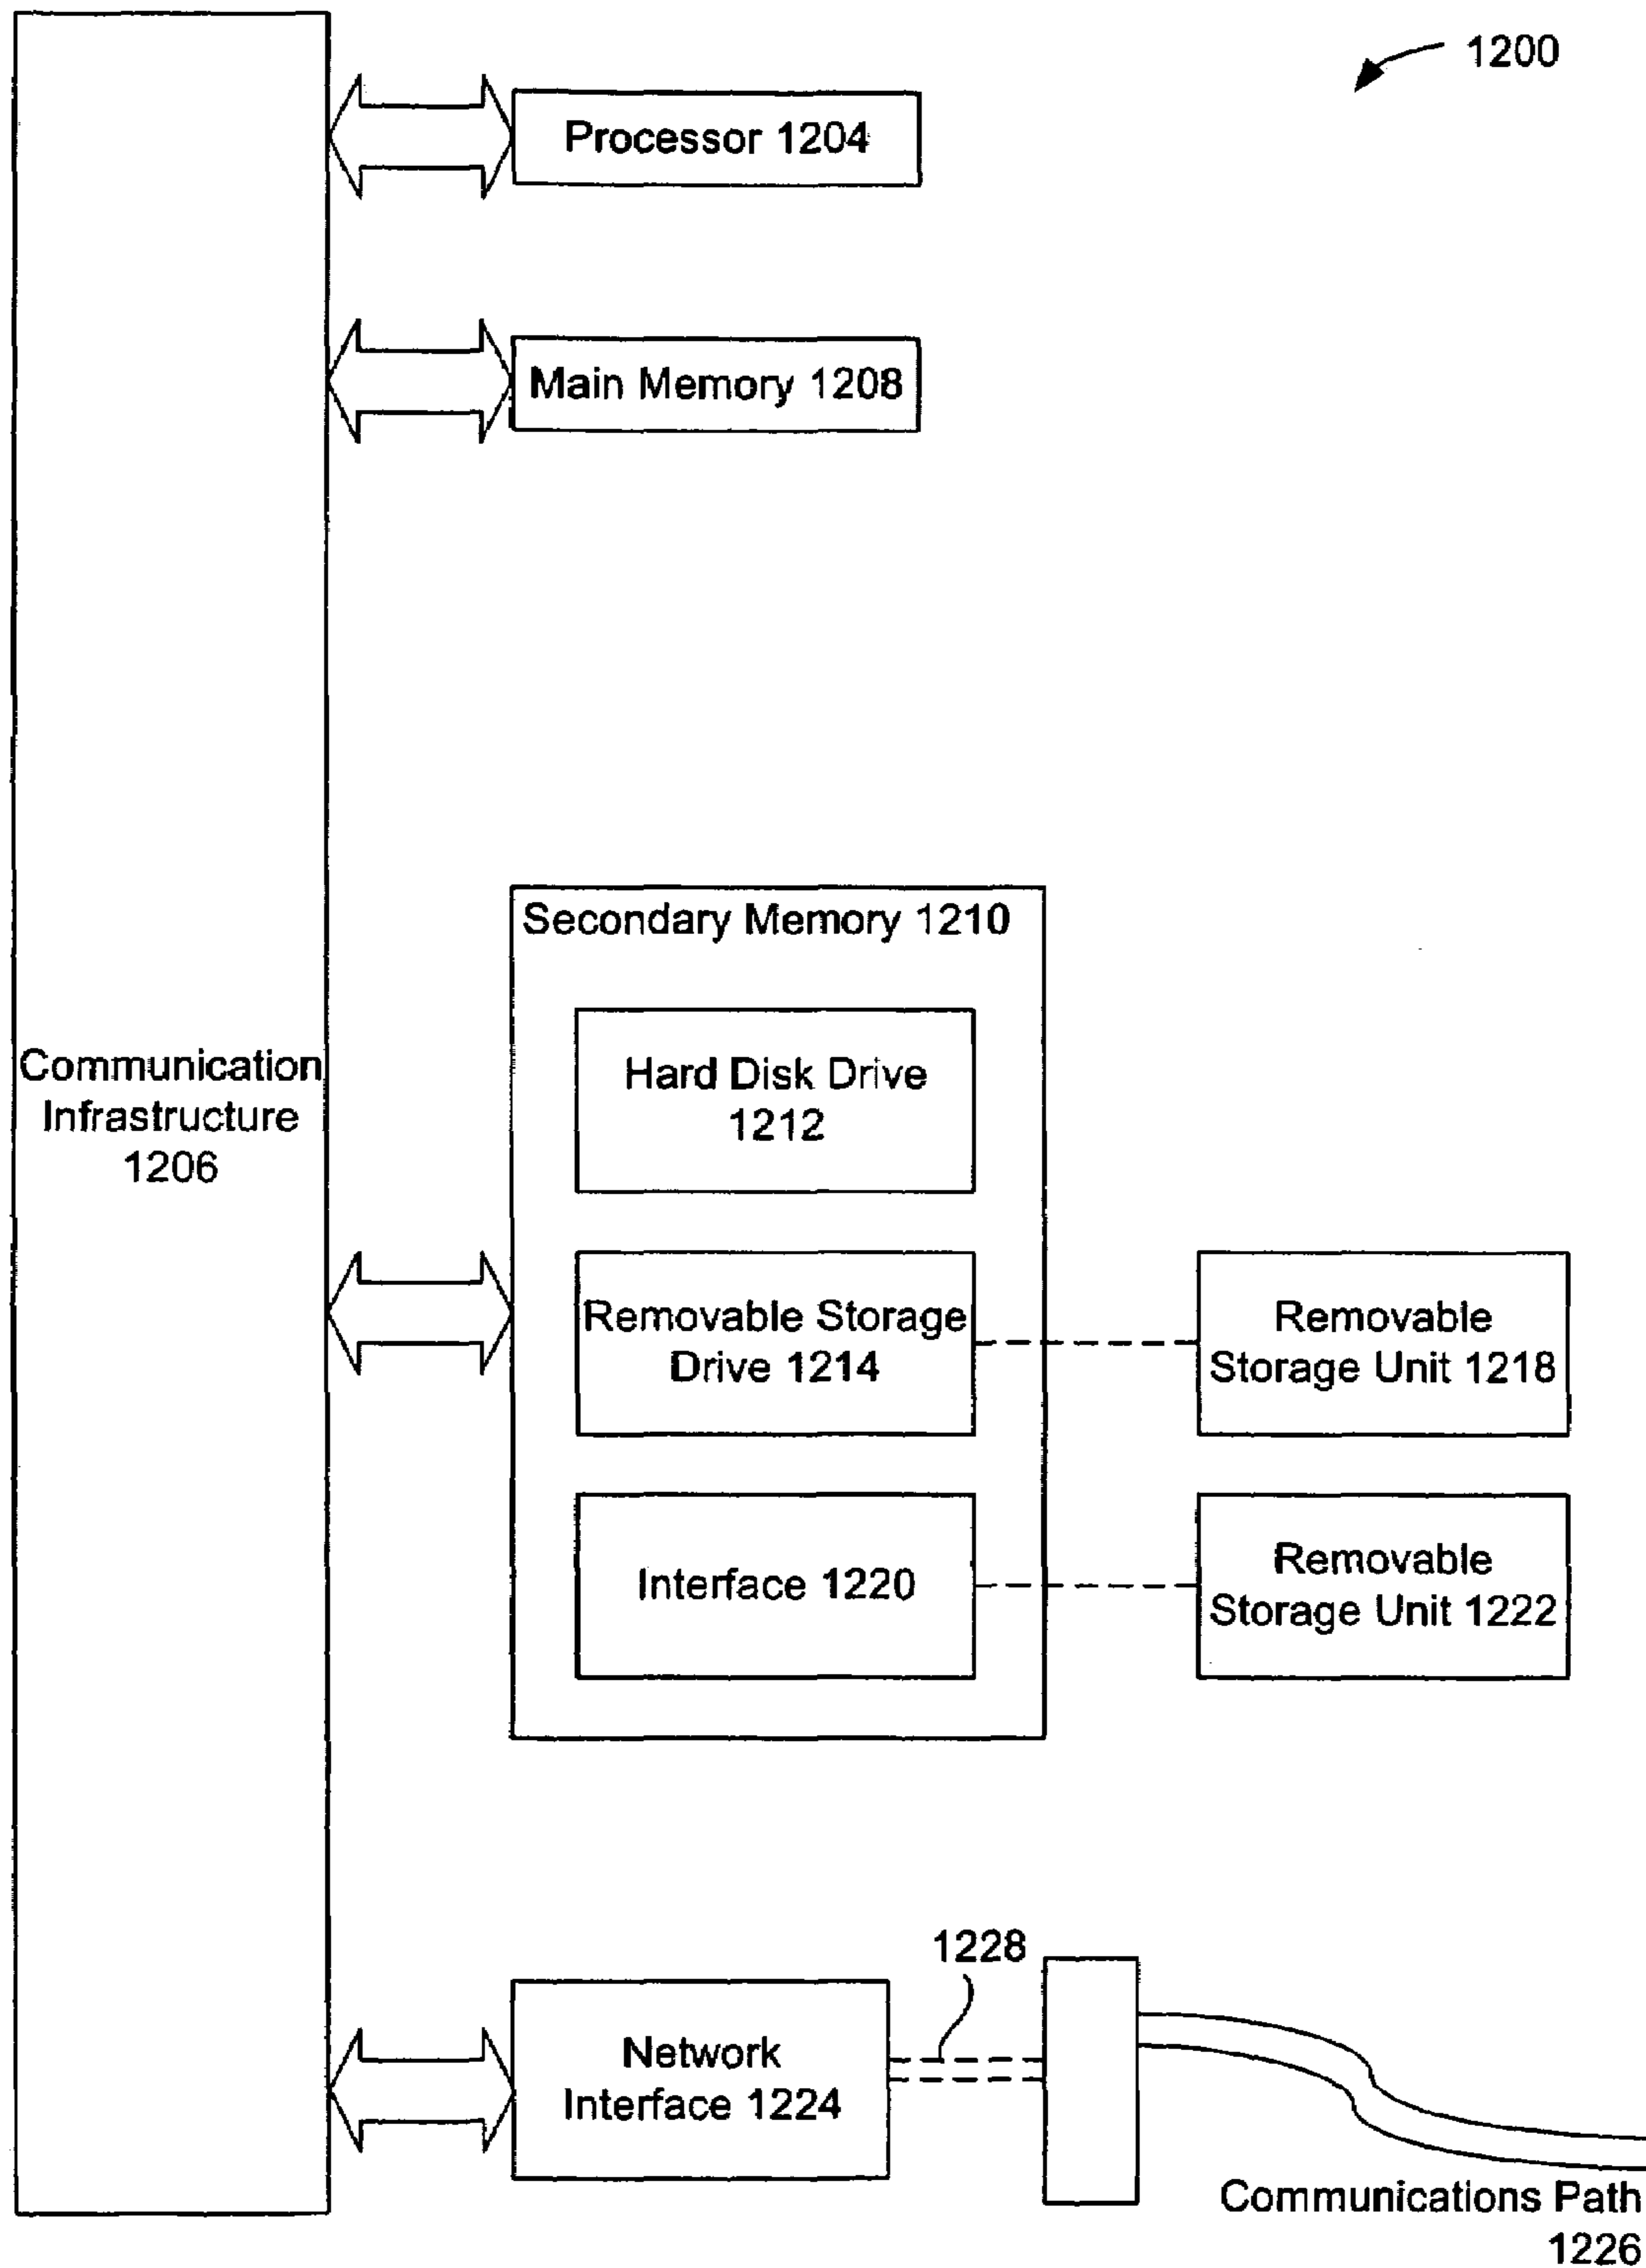 1200
Processor 1204
Main Memory 1208
Secondary Memory 1210
Communication
Infrastructure
1206
Hard Disk Drive
1212
Removable Storage
Drive 1214
Removable
Storage Unit 1218
Interface 1220
Removable
Storage Unit 1222
1228
Network
Interface 1224
Communications Path
1226